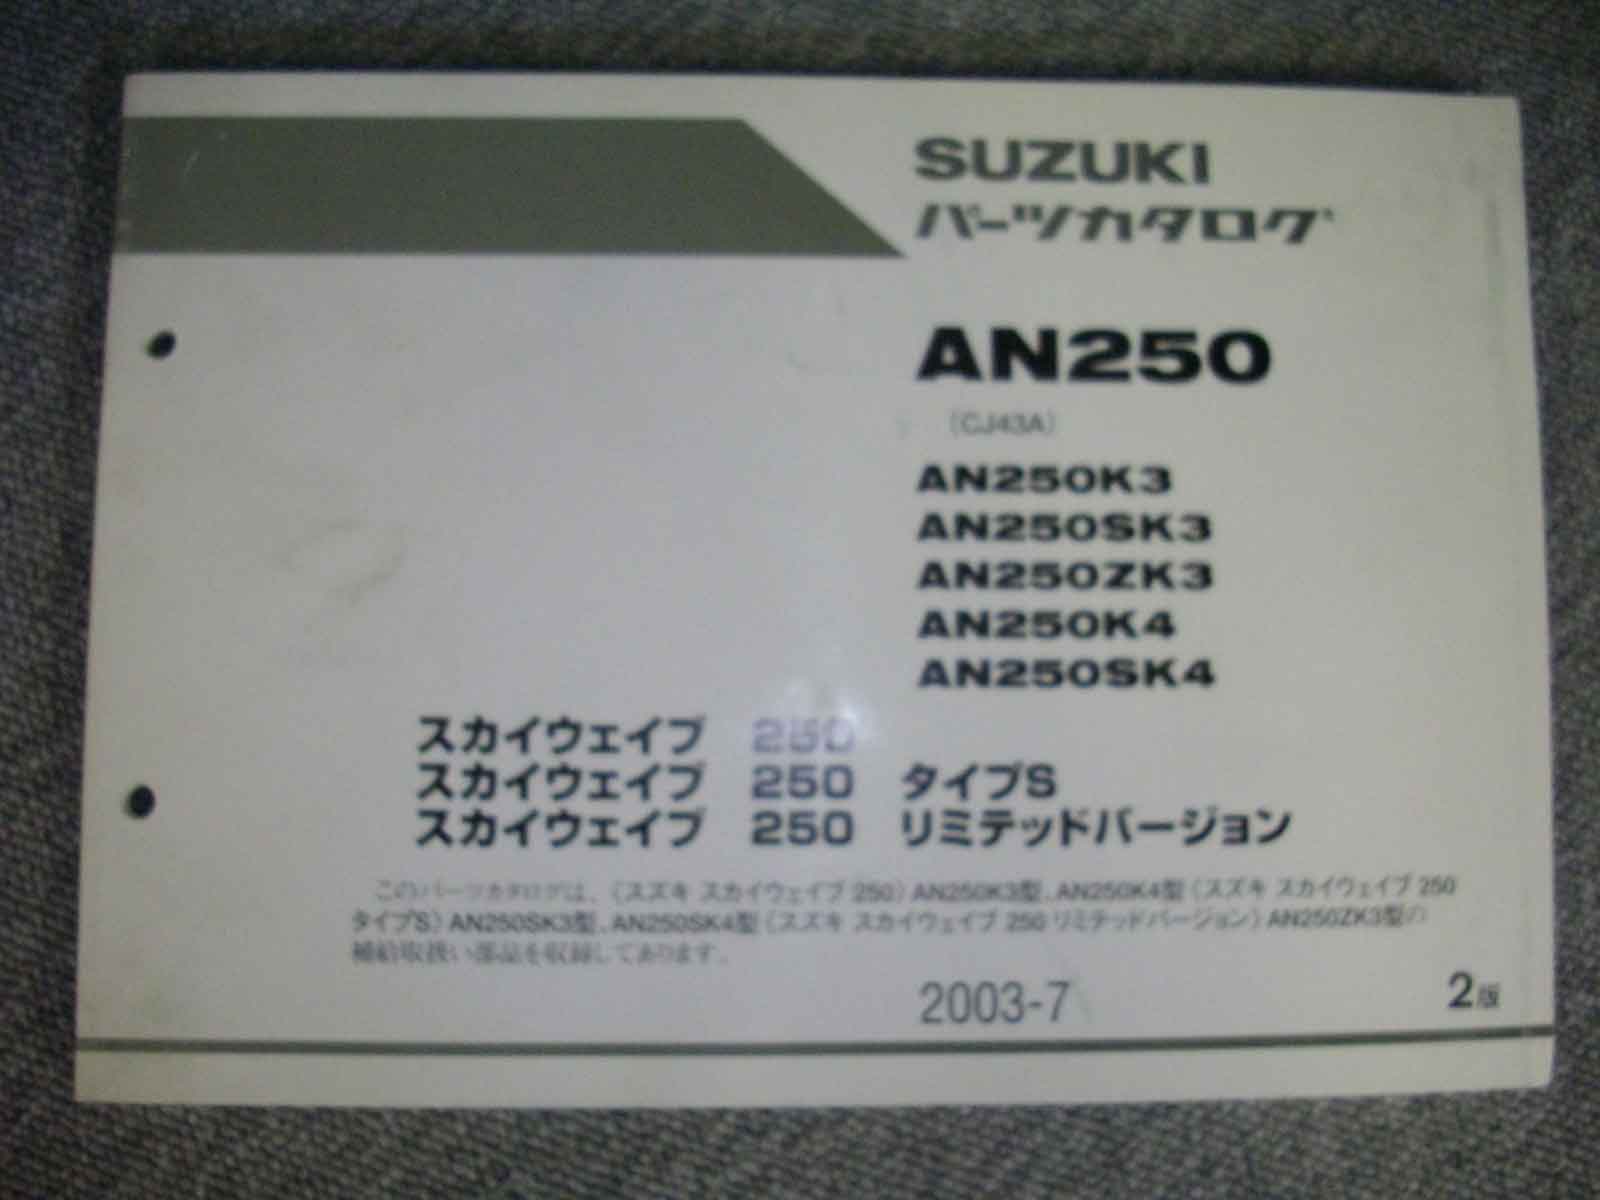 SUZUKI
パーツカタログ
AN250
(CJ43A)
AN250K3
AN250SK3
AN250ZK3
AN250K4
AN250SK4
スカイウェイブ 250
スカイウェイブ 250 タイプS
スカイウェイブ 250 リミテッドバージョン
このパーツカタログは、〈スズキ スカイウェイブ 250〉AN250K3型、AN250K4型〈スズキ スカイウェイブ 250
タイプS〉AN250SK3型、AN250SK4型〈スズキ スカイウェイブ 250 リミテッドバージョン〉AN250ZK3型の
補給取扱い部品を収録してあります。
2003-7
2版